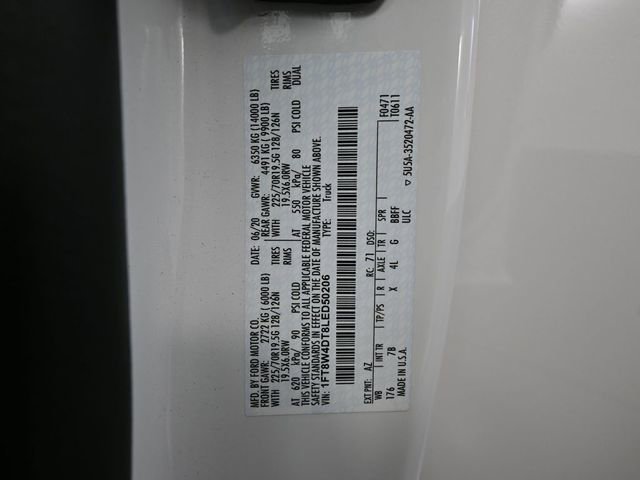 MFD. BY FORD MOTOR CO.
DATE: 06/20 GVWR: 6350 KG (14000 LB)
FRONT GAWR: 2722 KG (6000 LB) REAR GAWR: 4491 KG (9900 LB)
WITH 225/70R19.5G 128/126N TIRES WITH 225/70R19.5G 128/126N TIRES
19.5X6.0RW RIMS 19.5X6.0RW RIMS
AT 620 kPa/ 90 PSI COLD AT 550 kPa/ 80 PSI COLD DUAL
THIS VEHICLE CONFORMS TO ALL APPLICABLE FEDERAL MOTOR VEHICLE
SAFETY STANDARDS IN EFFECT ON THE DATE OF MANUFACTURE SHOWN ABOVE.
VIN: 1FT8W4DT8LED50206 TYPE: Truck
F0471
T0611
EXT PNT: AZ RC: 71 DSO:
WB INT TR TP/PS R AXLE TR SPR
176 7B X 4L G BBFF
MADE IN U.S.A. ULC
5U5A-3520472-AA